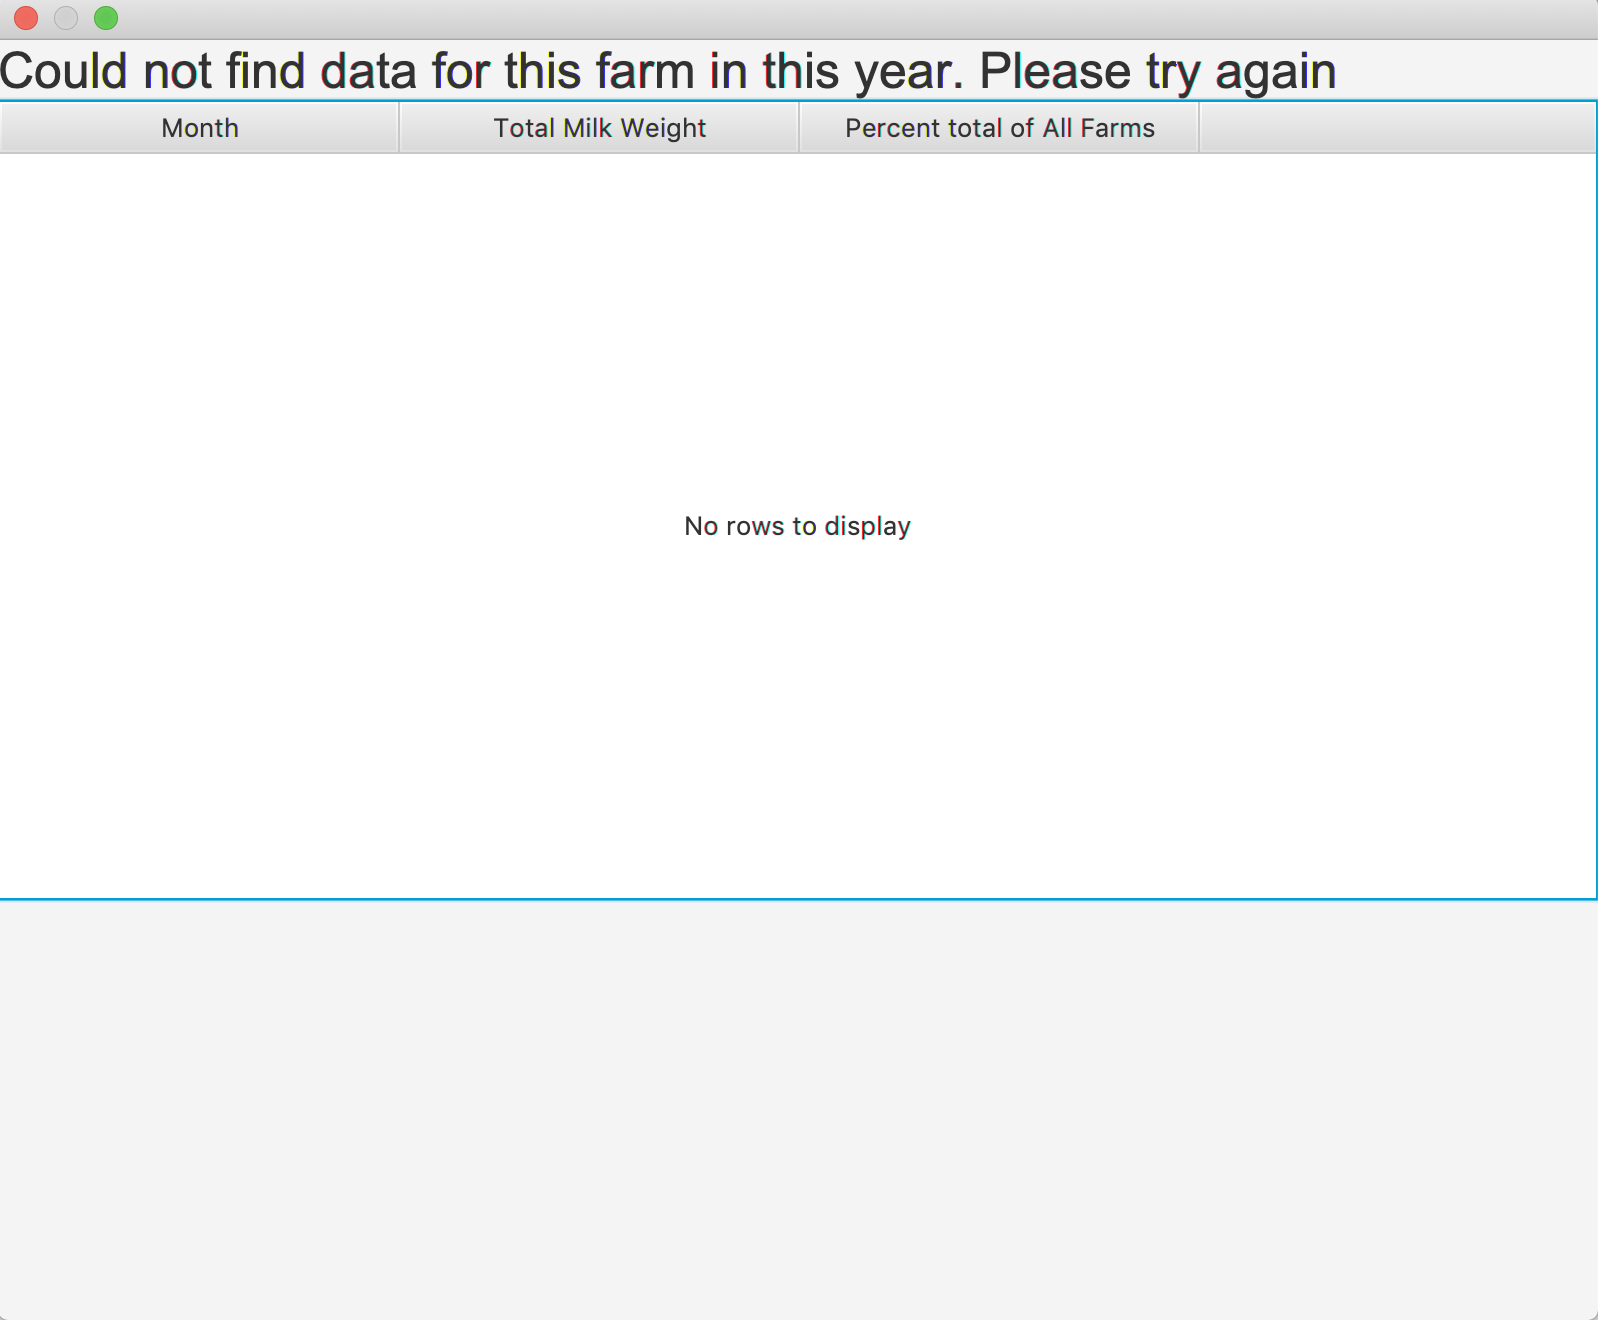 Could not find data for this farm in this year. Please try again
Month Total Milk Weight Percent total of All Farms
No rows to display